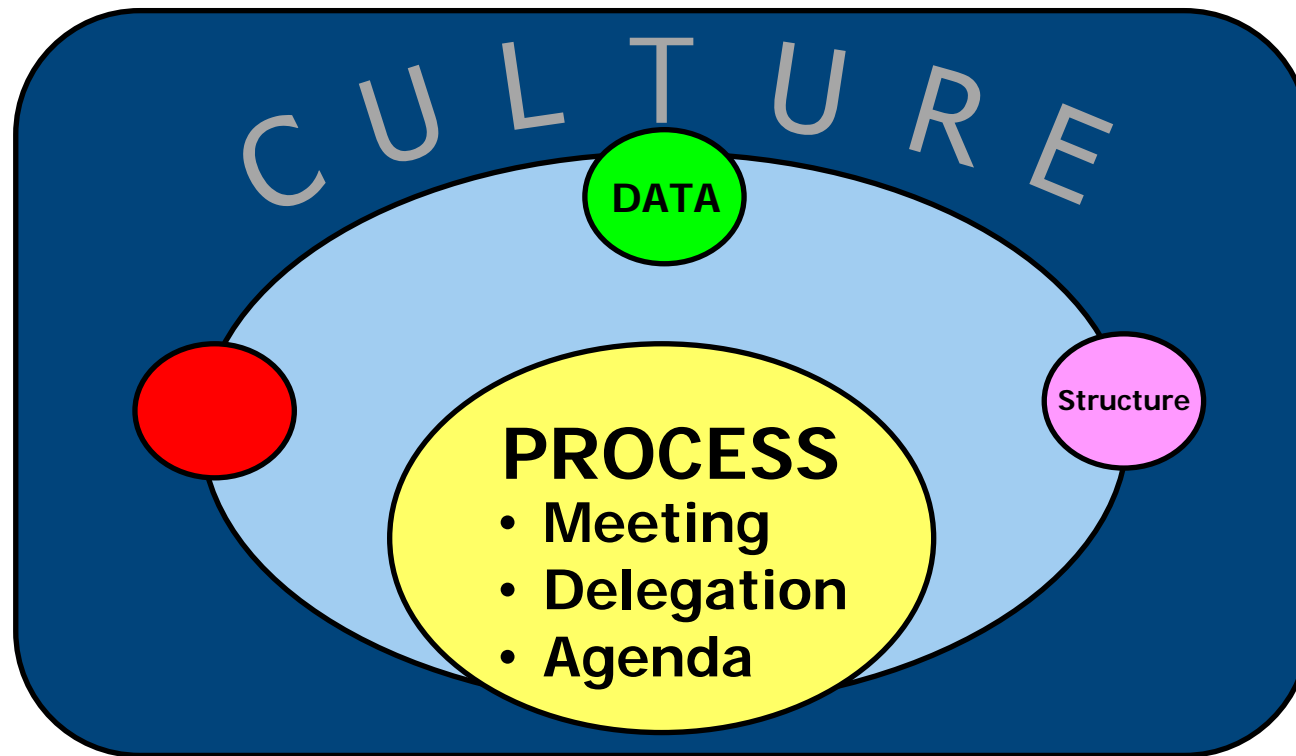 CULTURE
DATA
Structure
PROCESS
• Meeting
• Delegation
• Agenda